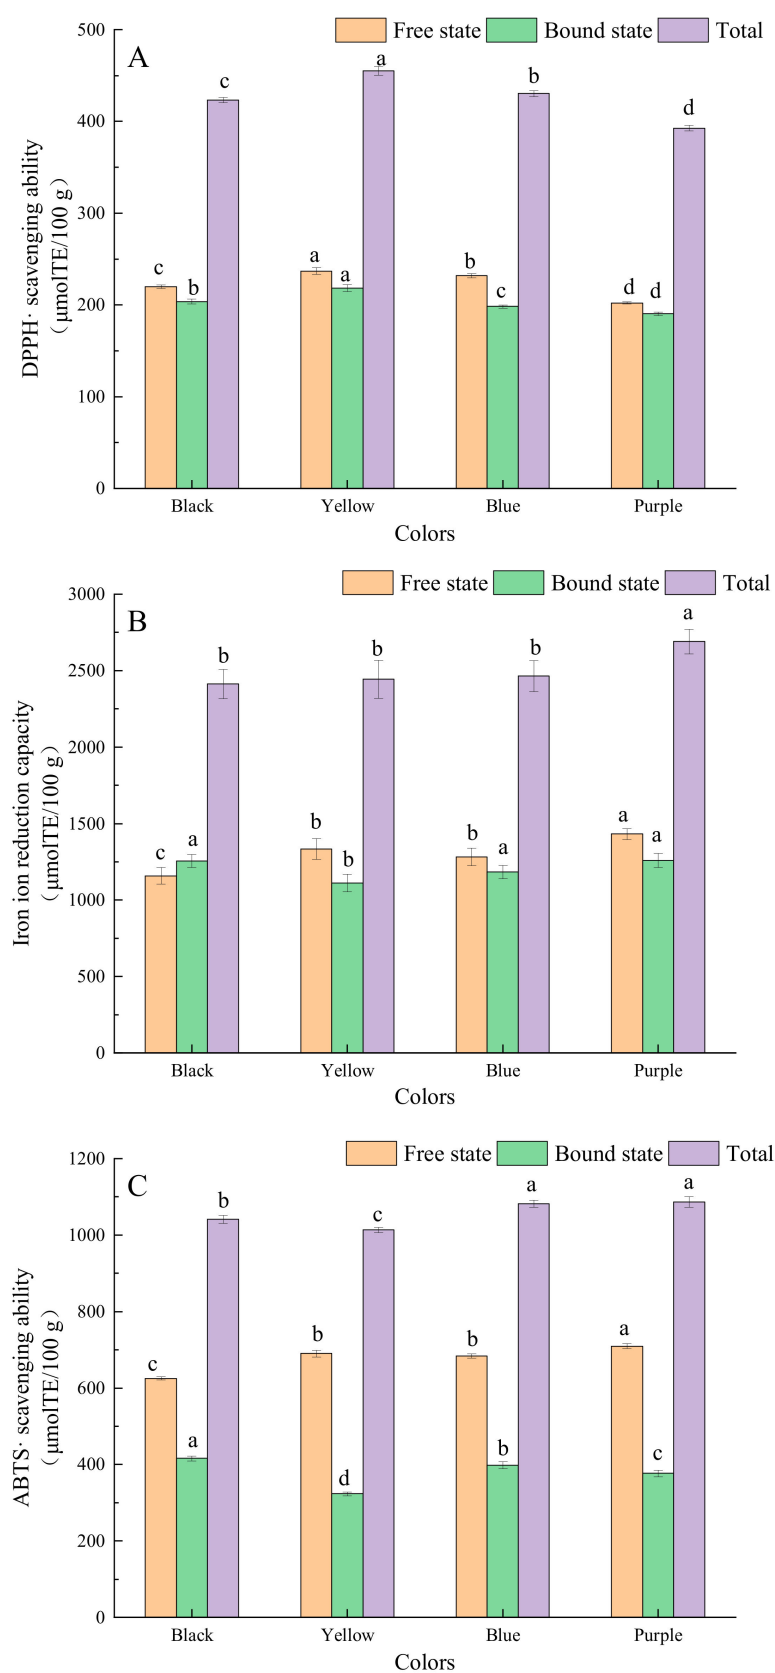 Free state Bound state Total
A
500
400
300
200
100
0
DPPH· scavenging ability
（μmolTE/100 g）
c b c
a a a
b c b
d d d
Black Yellow Blue Purple
Colors
Free state Bound state Total
B
3000
2500
2000
1500
1000
500
0
Iron ion reduction capacity
（μmolTE/100 g）
c a b
b b b
b a b
a a a
Black Yellow Blue Purple
Colors
Free state Bound state Total
C
1200
1000
800
600
400
200
0
ABTS· scavenging ability
（μmolTE/100 g）
c a b
b d c
b b a
a c a
Black Yellow Blue Purple
Colors